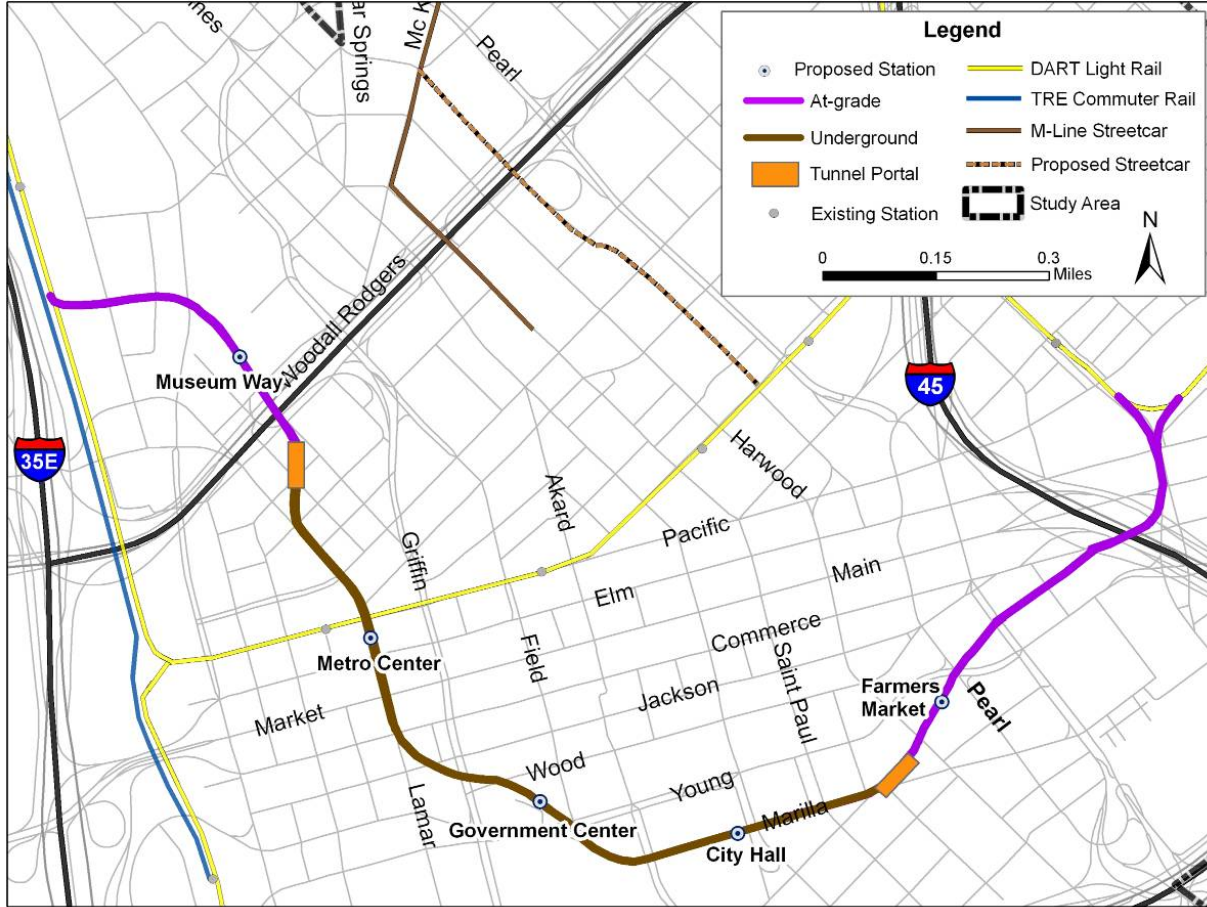 Legend
Proposed Station
At-grade
Underground
Tunnel Portal
Existing Station
DART Light Rail
TRE Commuter Rail
M-Line Streetcar
Proposed Streetcar
Study Area
N
0 0.15 0.3
Miles
Mc K
Pearl
Woodall Rodgers
Museum Way
35E
45
Harwood
Akard
Pacific
Griffin
Elm
Main
Metro Center
Field
Commerce
Saint Paul
Jackson
Market
Farmers
Market
Pearl
Wood
Young
Lamar
Government Center
Marilla
City Hall